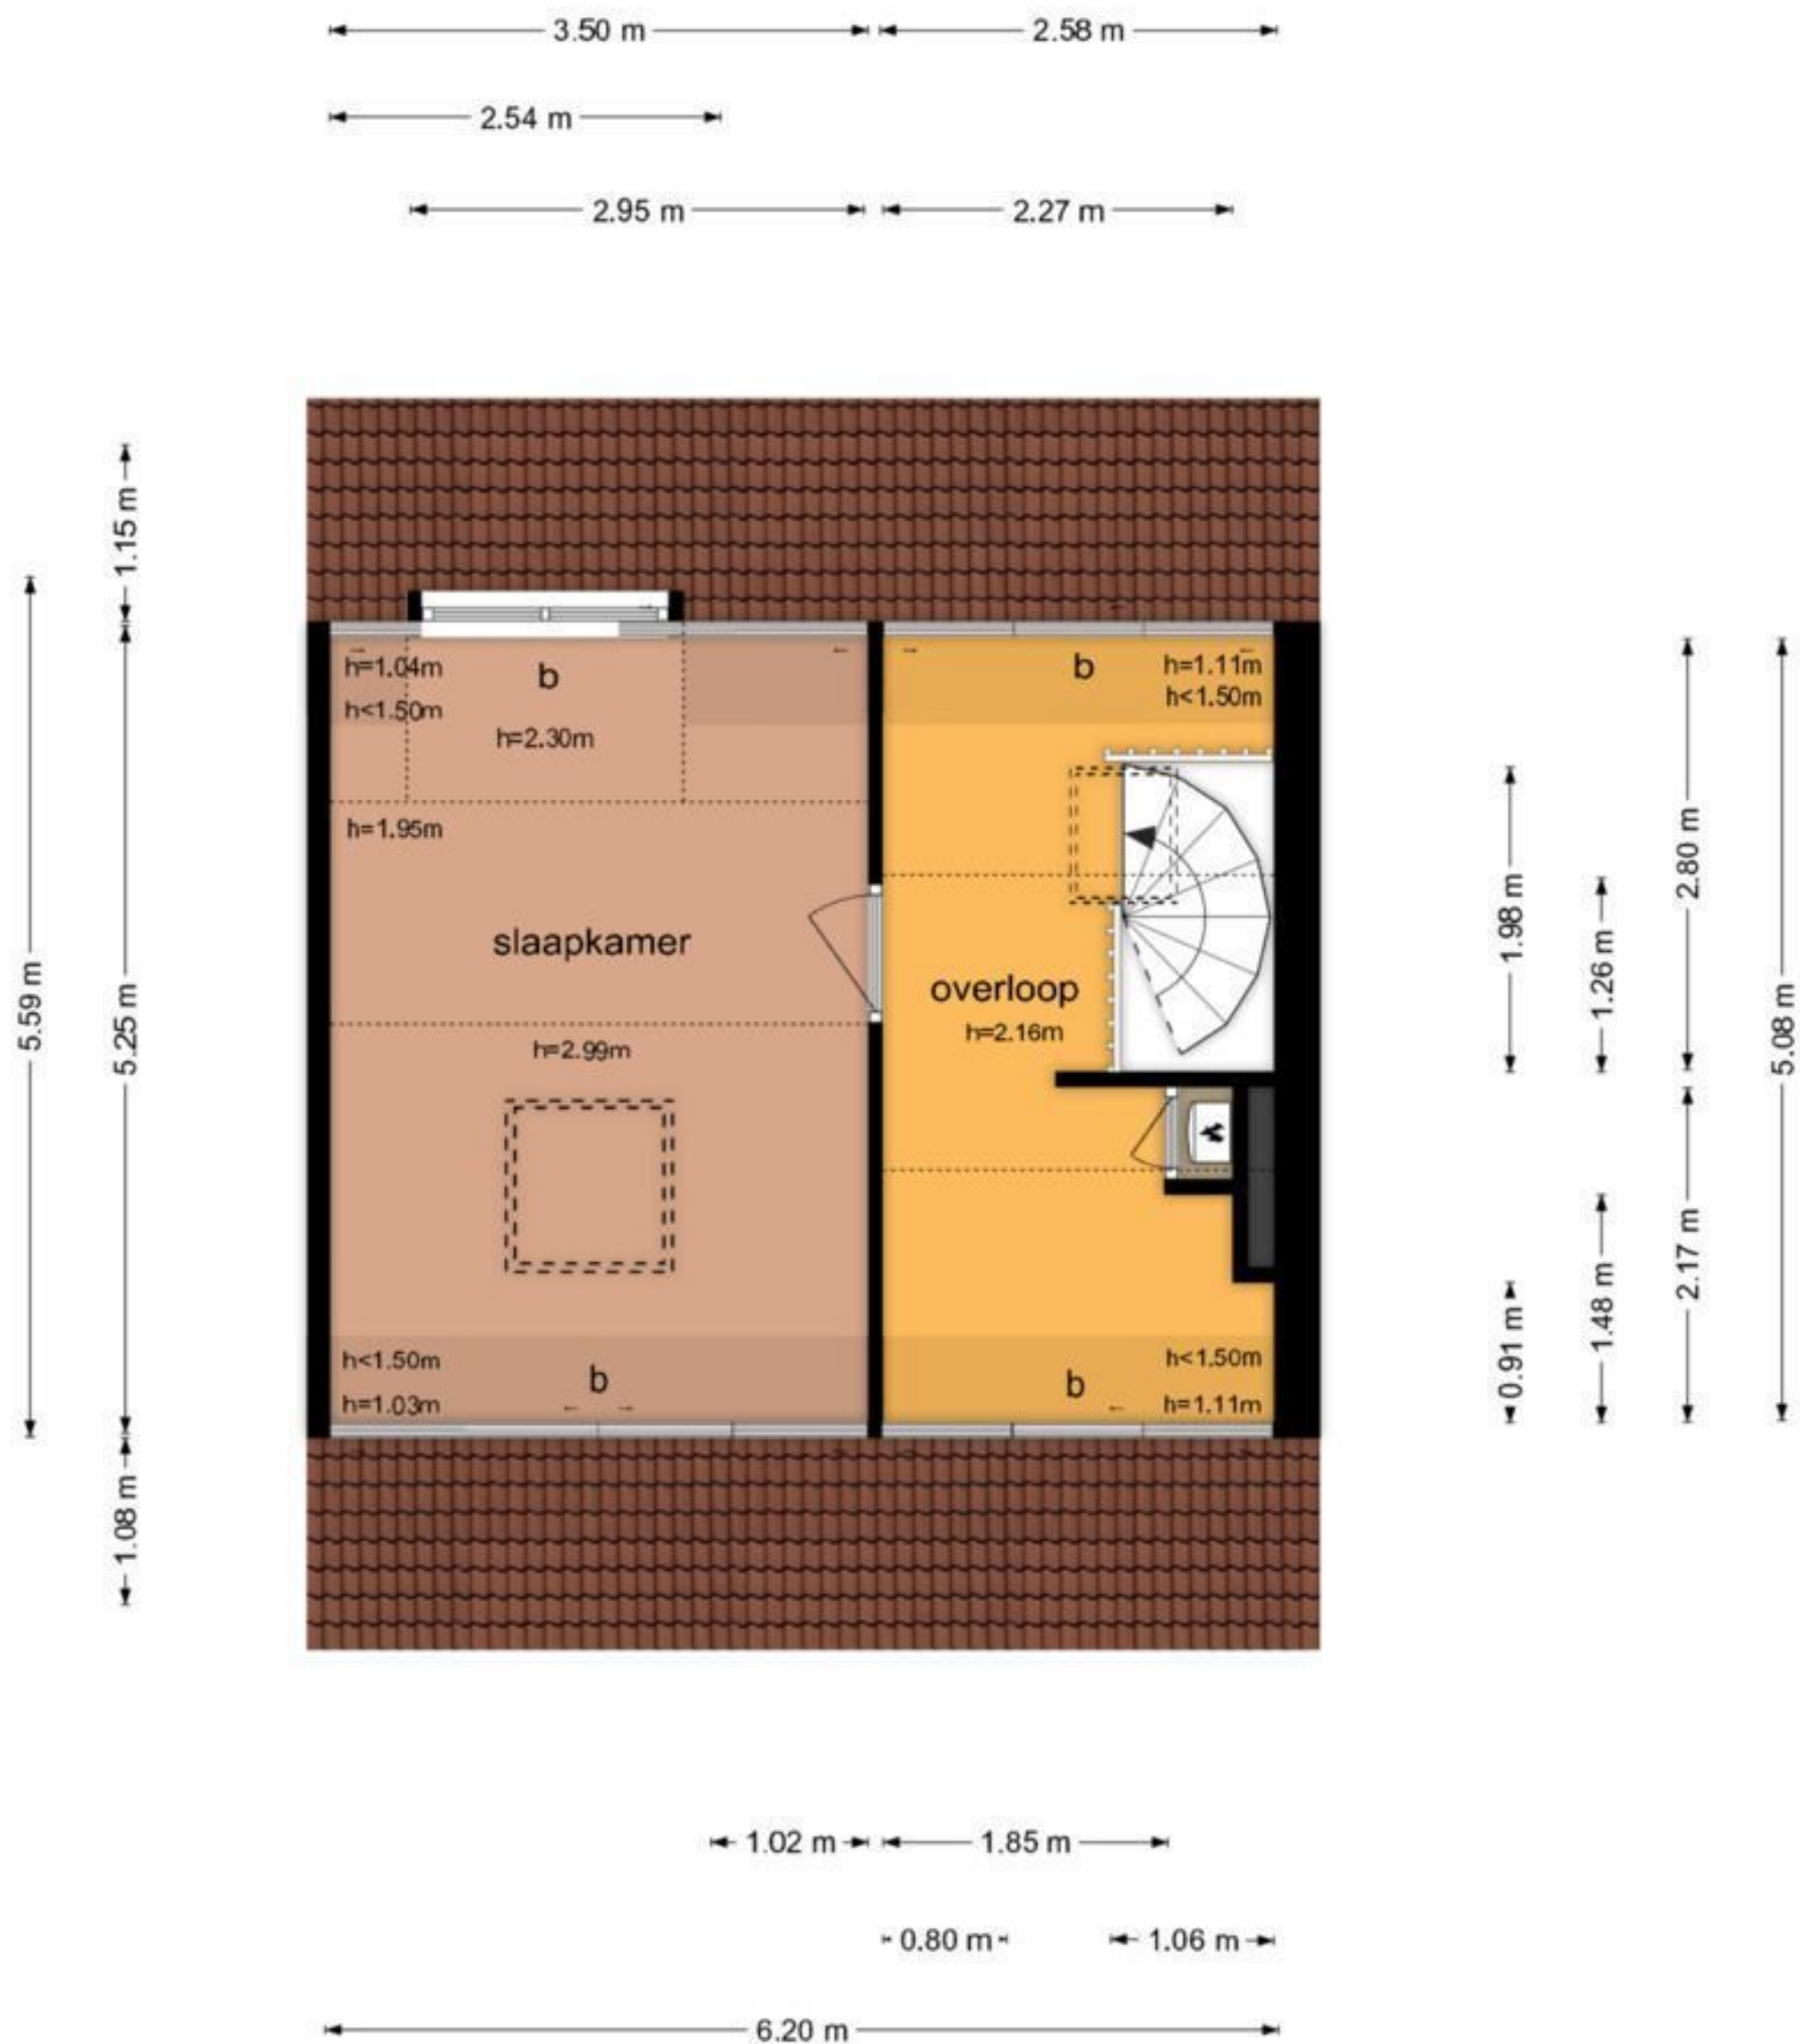 3.50 m
2.58 m
2.54 m
2.95 m
2.27 m
1.15 m
5.59 m
5.25 m
1.08 m
h=1.04m
b
h<1.50m
h=2.30m
h=1.95m
slaapkamer
h=2.99m
h<1.50m
b
h=1.03m
b
h=1.11m
h<1.50m
overloop
h=2.16m
h<1.50m
b
h=1.11m
1.98 m
1.26 m
2.80 m
5.08 m
0.91 m
1.48 m
2.17 m
1.02 m
1.85 m
0.80 m
1.06 m
6.20 m